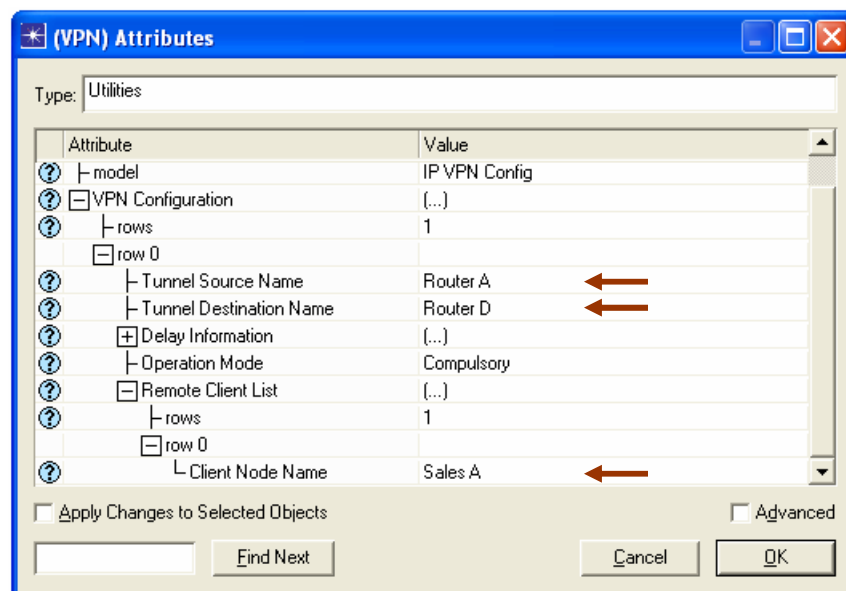 (VPN) Attributes
Type: Utilities
Attribute Value
model IP VPN Config
VPN Configuration (...)
rows 1
row 0
Tunnel Source Name Router A
Tunnel Destination Name Router D
Delay Information (...)
Operation Mode Compulsory
Remote Client List (...)
rows 1
row 0
Client Node Name Sales A
Apply Changes to Selected Objects Advanced
Find Next Cancel OK